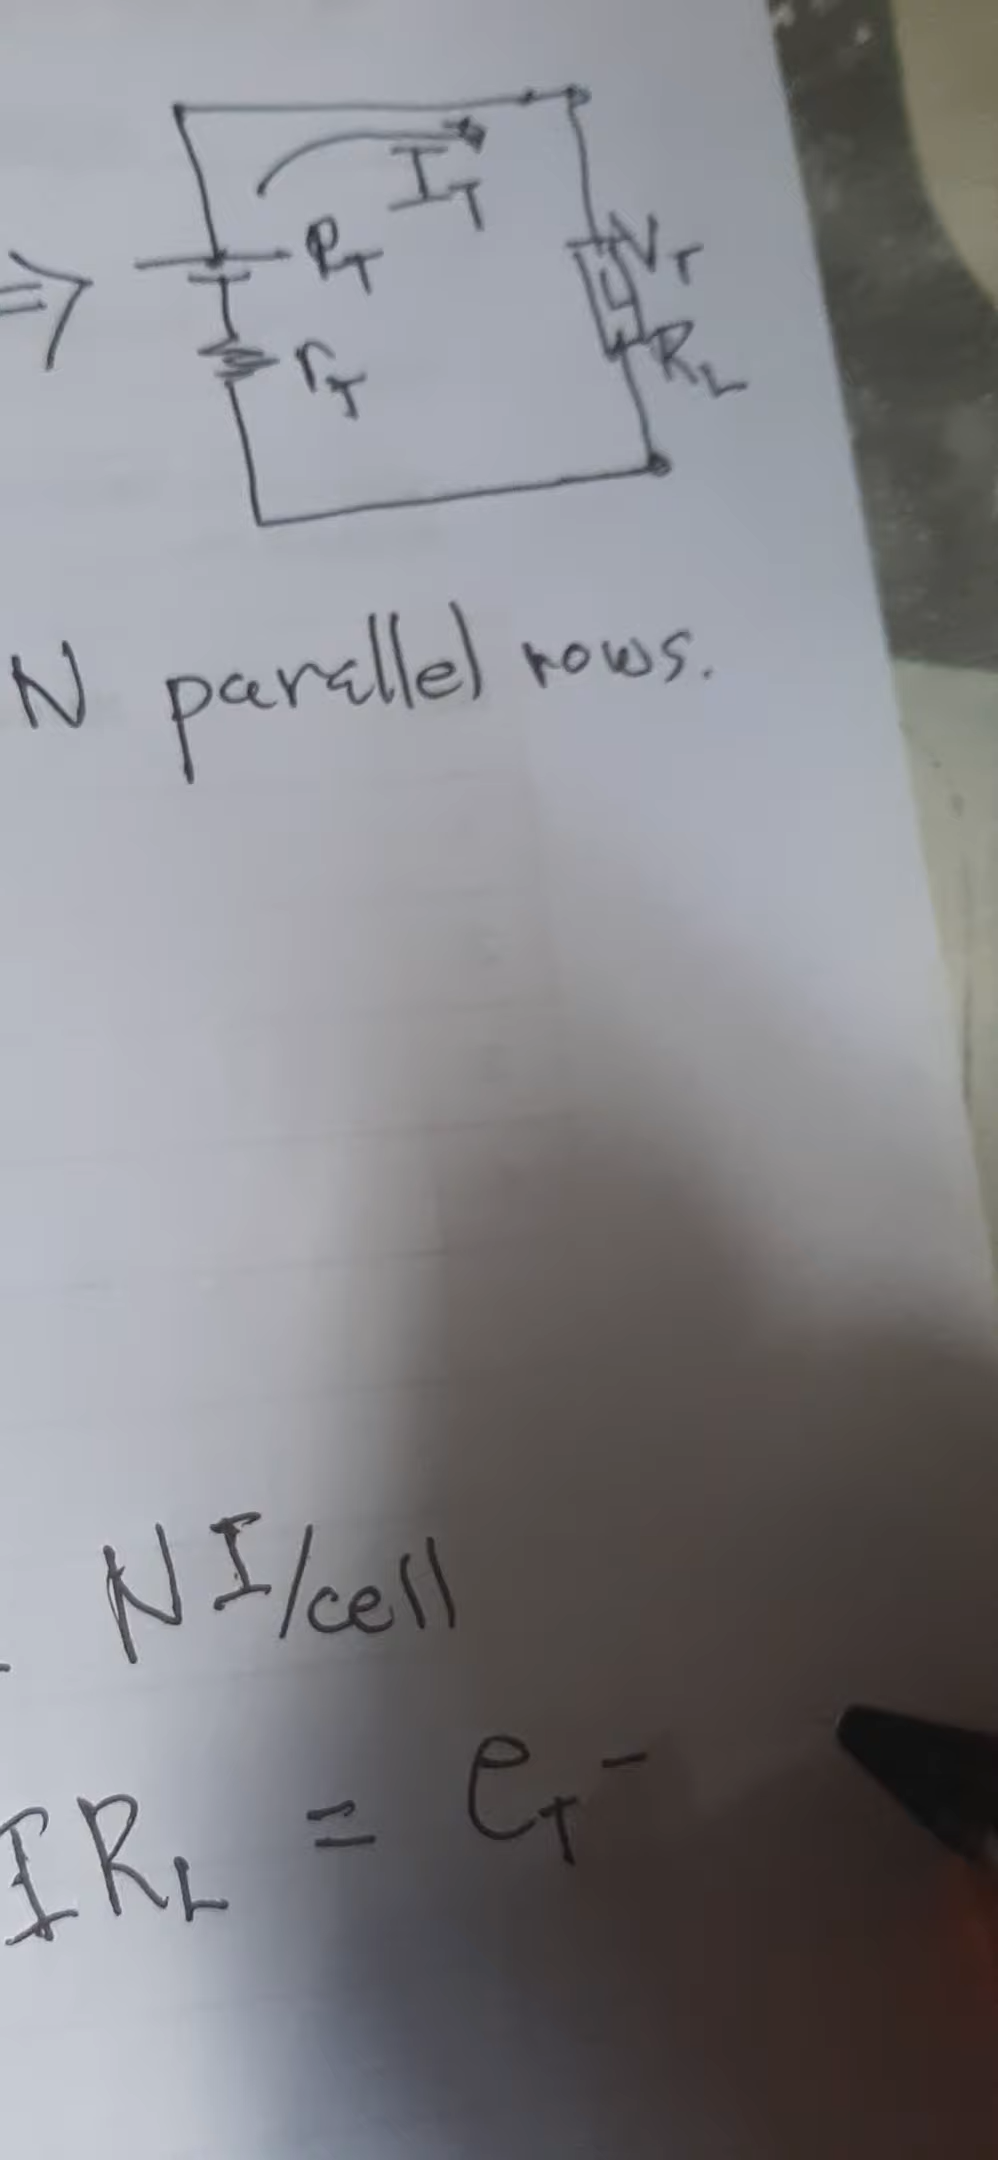 ⇒
I_T
e_T
V_T
r_T
R_L
N parallel rows.
N I/cell
IR_L = e_T -